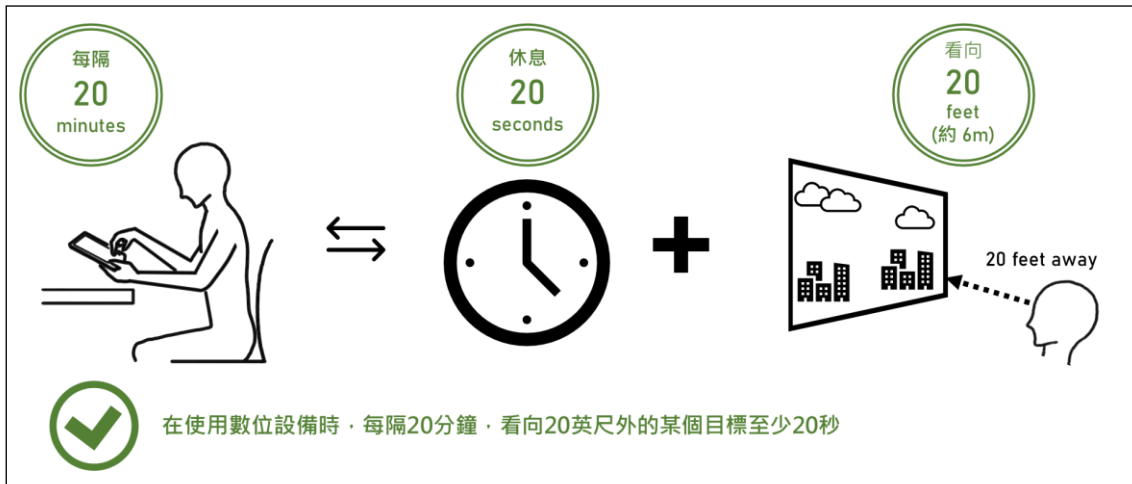 每隔
20
minutes
休息
20
seconds
看向
20
feet
(約 6m)
20 feet away
在使用數位設備時，每隔20分鐘，看向20英尺外的某個目標至少20秒